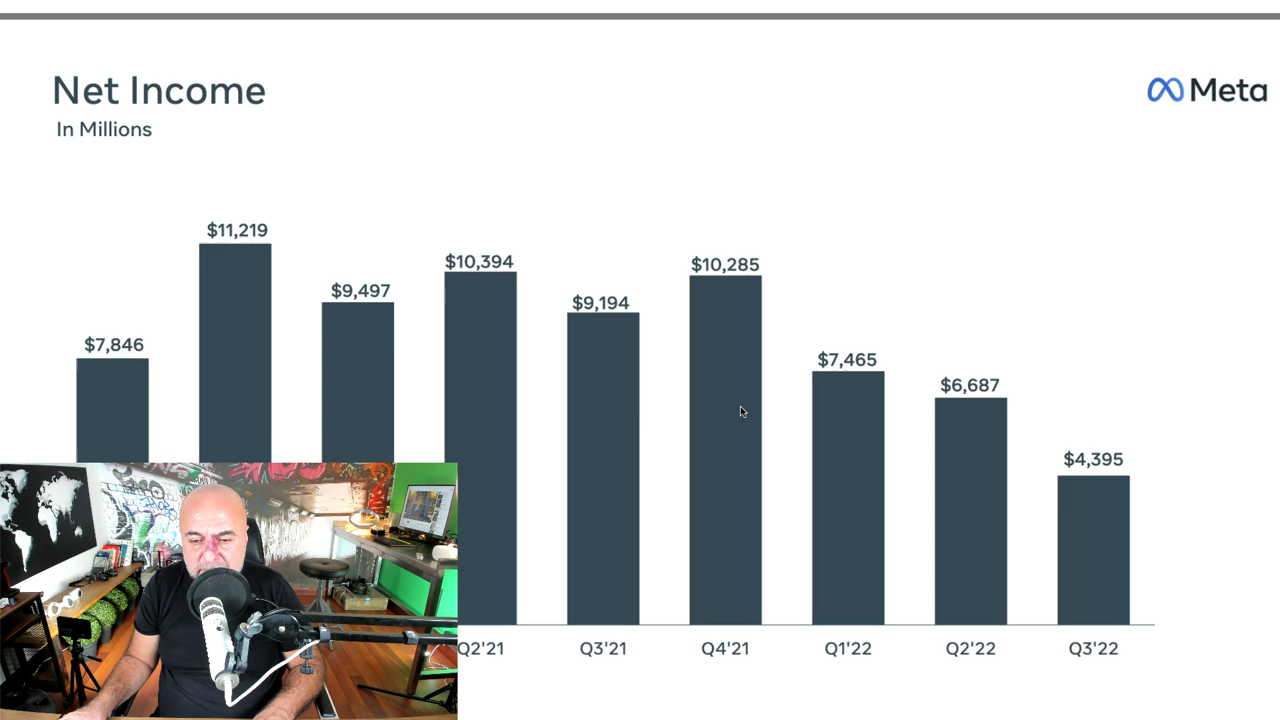 Net Income
In Millions
Meta
$7,846
$11,219
$9,497
$10,394
$9,194
$10,285
$7,465
$6,687
$4,395
Q2'21
Q3'21
Q4'21
Q1'22
Q2'22
Q3'22